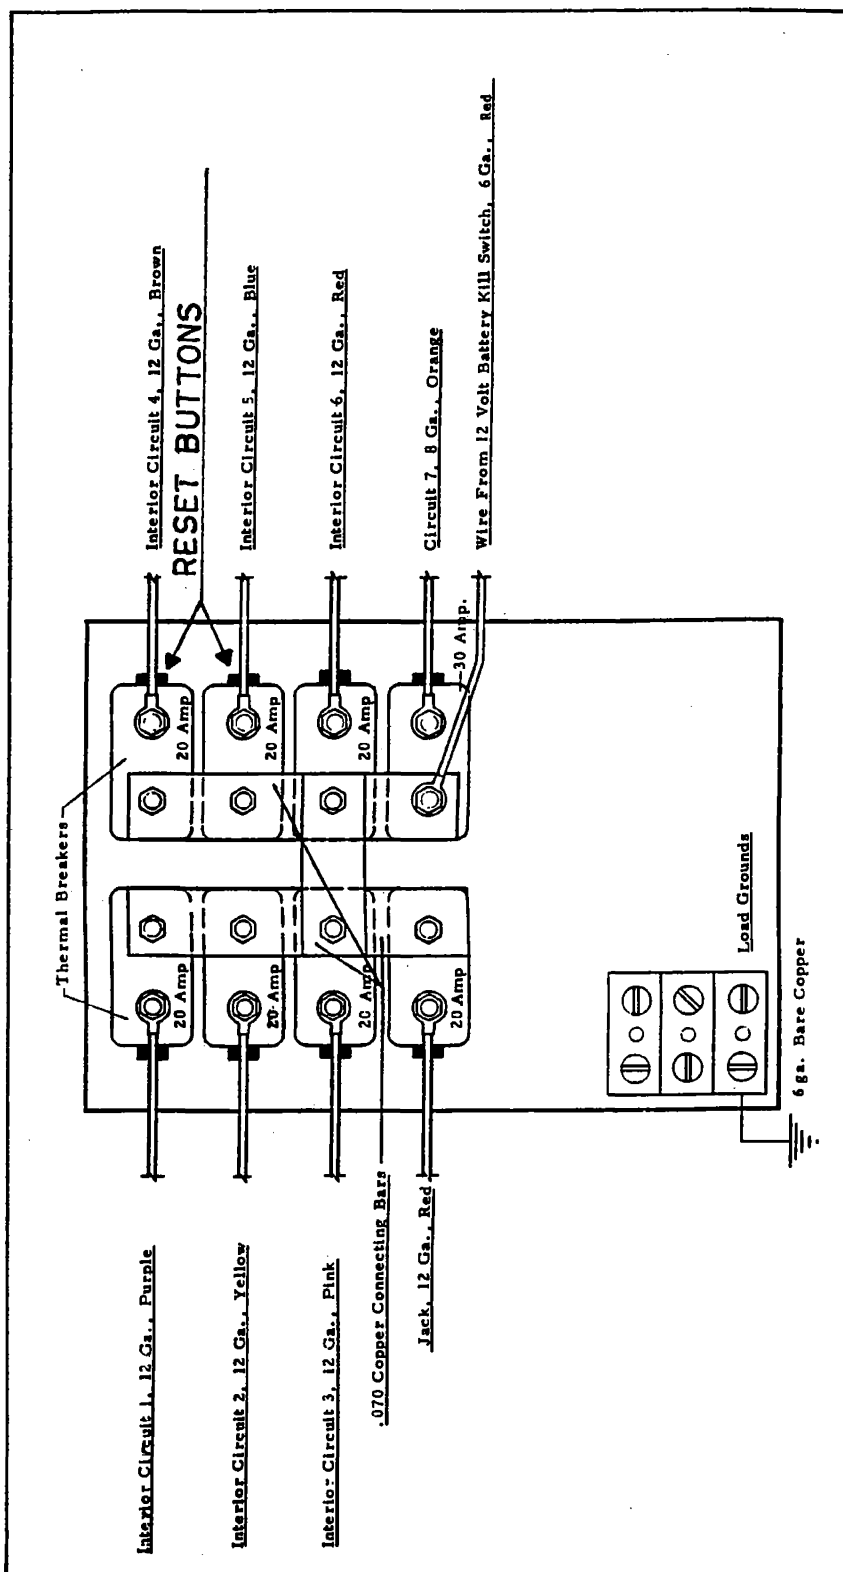 Interior Circuit 1, 12 Ga., Purple
Interior Circuit 2, 12 Ga., Yellow
Interior Circuit 3, 12 Ga., Pink
.070 Copper Connecting Bars
Jack, 12 Ga., Red
Thermal Breakers
20 Amp
20 Amp
20 Amp
20 Amp
20 Amp
20 Amp
20 Amp
30 Amp.
Load Grounds
6 ga. Bare Copper
Interior Circuit 4, 12 Ga., Brown
RESET BUTTONS
Interior Circuit 5, 12 Ga., Blue
Interior Circuit 6, 12 Ga., Red
Circuit 7, 8 Ga., Orange
Wire From 12 Volt Battery Kill Switch, 6 Ga., Red